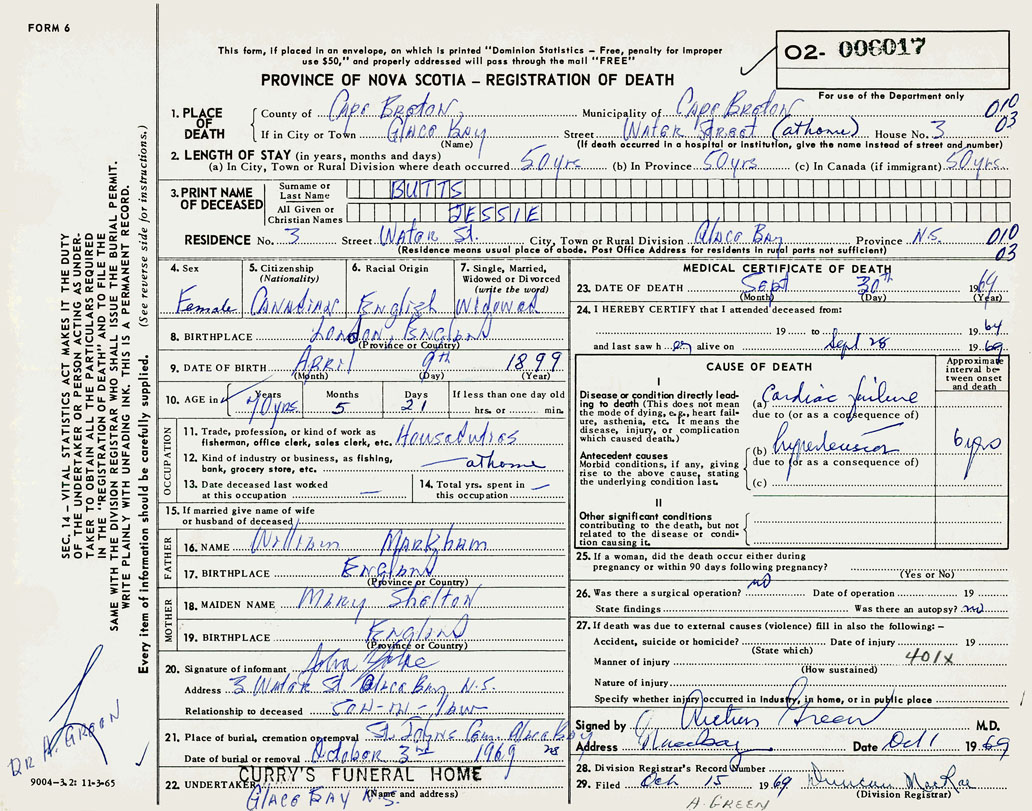 FORM 6
02- 006017
This form, if placed in an envelope, on which is printed "Dominion Statistics – Free, penalty for improper
use $50," and properly addressed will pass through the mail "FREE"
PROVINCE OF NOVA SCOTIA – REGISTRATION OF DEATH
For use of the Department only
1. PLACE OF DEATH County of Cape Breton, Municipality of Cape Breton 010
If in City or Town Glace Bay Street Water Street (at home) House No. 3 03
(Name) (If death occurred in a hospital or institution, give the name instead of street and number)
2. LENGTH OF STAY (in years, months and days)
(a) In City, Town or Rural Division where death occurred 50 yrs (b) In Province 50 yrs (c) In Canada (if immigrant) 50 yrs.
3. PRINT NAME OF DECEASED Surname or Last Name BUTTS
All Given or Christian Names JESSIE
RESIDENCE No. 3 Street Water St. City, Town or Rural Division Glace Bay Province N.S. 010
(Residence means usual place of abode. Post Office Address for residents in rural parts not sufficient) 03
4. Sex Female
5. Citizenship (Nationality) Canadian
6. Racial Origin English
7. Single, Married, Widowed or Divorced (write the word) Widowed
8. BIRTHPLACE London, England
(Province or Country)
9. DATE OF BIRTH April 9th 1899
(Month) (Day) (Year)
10. AGE in Years 70 yrs. Months 5 Days 21 If less than one day old
hrs. or min.
OCCUPATION
11. Trade, profession, or kind of work as fisherman, office clerk, sales clerk, etc. Houseduties
12. Kind of industry or business, as fishing, bank, grocery store, etc. at home
13. Date deceased last worked at this occupation —
14. Total yrs. spent in this occupation —
15. If married give name of wife or husband of deceased
FATHER
16. NAME William Markham
17. BIRTHPLACE England
(Province or Country)
MOTHER
18. MAIDEN NAME Mary Shelton
19. BIRTHPLACE England
(Province or Country)
20. Signature of informant John
Address 3 Water St. Glace Bay N.S.
Relationship to deceased Son-in-law
21. Place of burial, cremation or removal St. Johns Cem. Glace Bay
Date of burial or removal October 3rd 1969 28
22. UNDERTAKER CURRY'S FUNERAL HOME
Glace Bay N.S. (Name and address)
MEDICAL CERTIFICATE OF DEATH
23. DATE OF DEATH Sept 30th 1969
(Month) (Day) (Year)
24. I HEREBY CERTIFY that I attended deceased from:
19 to 1964
and last saw h er alive on Sept 28 1969
CAUSE OF DEATH
Approximate interval between onset and death
I
Disease or condition directly leading to death (This does not mean the mode of dying, e.g., heart failure, asthenia, etc. It means the disease, injury, or complication which caused death.)
(a) Cardiac failure
due to (or as a consequence of)
Antecedent causes
Morbid conditions, if any, giving rise to the above cause, stating the underlying condition last.
(b) hypertension 6 yrs
due to (or as a consequence of)
(c)
II
Other significant conditions contributing to the death, but not related to the disease or condition causing it.
25. If a woman, did the death occur either during pregnancy or within 90 days following pregnancy?
(Yes or No)
26. Was there a surgical operation? no Date of operation 19
State findings Was there an autopsy? no
27. If death was due to external causes (violence) fill in also the following: –
Accident, suicide or homicide? Date of injury 19
(State which)
Manner of injury 401x
(How sustained)
Nature of injury
Specify whether injury occurred in Industry, in home, or in public place
Signed by Arthur Green M.D.
Address Date Oct 1 1969
28. Division Registrar's Record Number
29. Filed Oct 15 1969 Duncan MacRae
(Division Registrar)
A. GREEN
SEC. 14 – VITAL STATISTICS ACT MAKES IT THE DUTY
OF THE UNDERTAKER OR PERSON ACTING AS UNDER-
TAKER TO OBTAIN ALL THE PARTICULARS REQUIRED
IN THE "REGISTRATION OF DEATH" AND TO FILE THE
SAME WITH THE DIVISION REGISTRAR WHO SHALL ISSUE THE BURIAL PERMIT.
WRITE PLAINLY WITH UNFADING INK. THIS IS A PERMANENT RECORD.
Every item of information should be carefully supplied. (See reverse side for instructions.)
DR A. GREEN
9004-3.2: 11-3-65